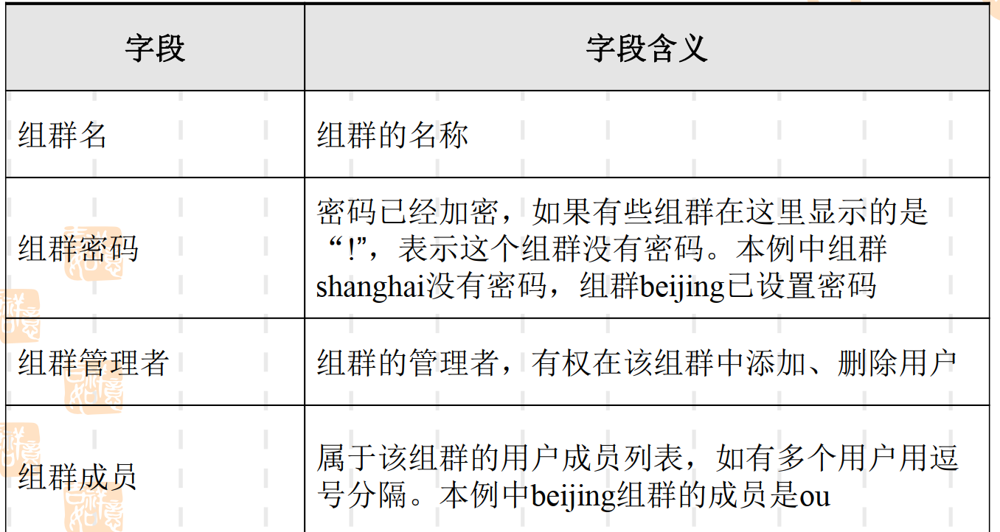 字段
字段含义
组群名
组群的名称
组群密码
密码已经加密，如果有些组群在这里显示的是
“!”，表示这个组群没有密码。本例中组群
shanghai没有密码，组群beijing已设置密码
组群管理者
组群的管理者，有权在该组群中添加、删除用户
组群成员
属于该组群的用户成员列表，如有多个用户用逗
号分隔。本例中beijing组群的成员是ou